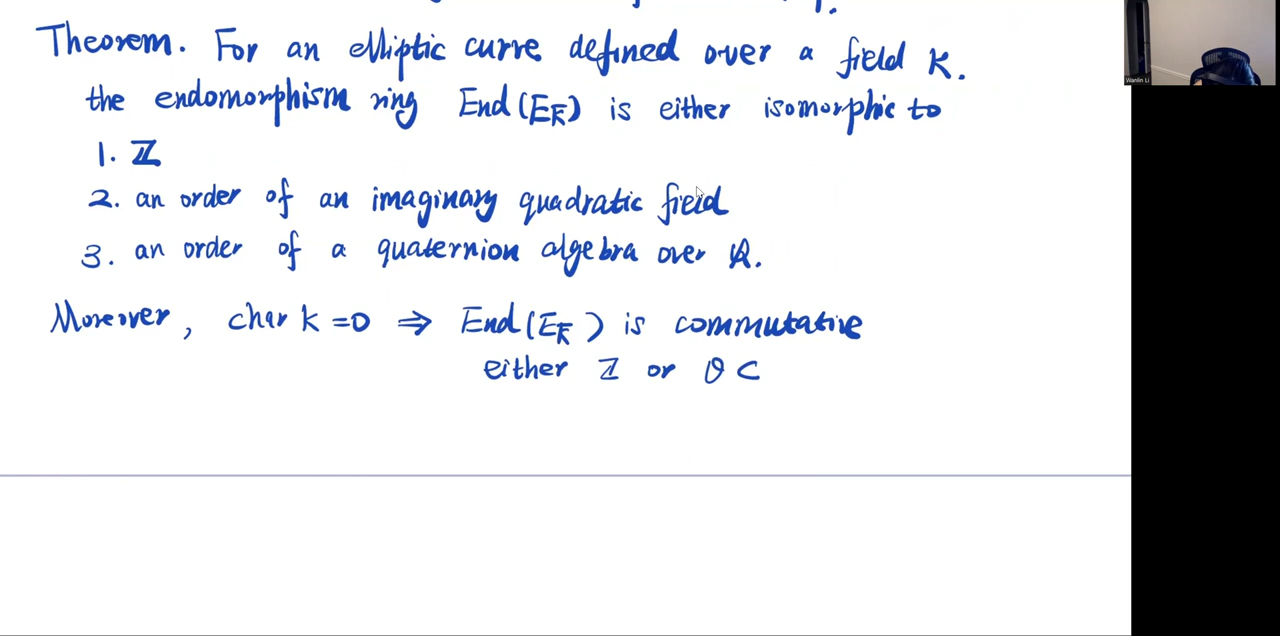 Theorem. For an elliptic curve defined over a field K.
the endomorphism ring End(E_k̄) is either isomorphic to
1. ℤ
2. an order of an imaginary quadratic field
3. an order of a quaternion algebra over ℚ.
Moreover, char k = 0 ⇒ End(E_k̄) is commutative
either ℤ or O ⊂
Wanlin Li